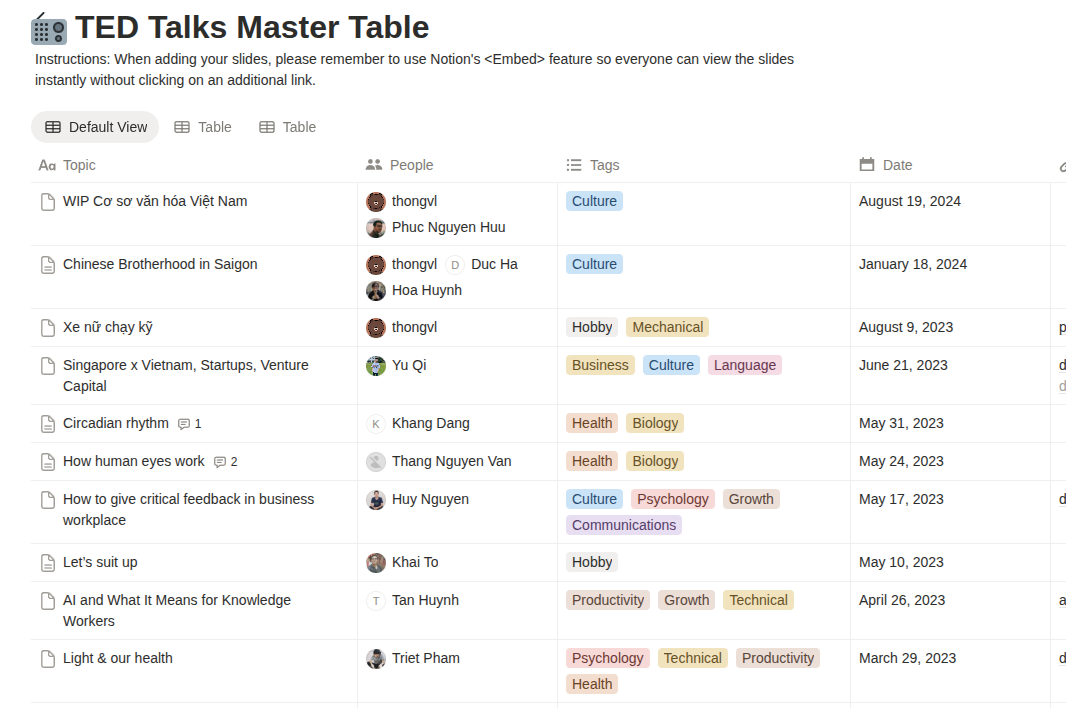 TED Talks Master Table
Instructions: When adding your slides, please remember to use Notion's <Embed> feature so everyone can view the slides
instantly without clicking on an additional link.
Default View Table Table
Aa Topic People Tags Date
WIP Cơ sơ văn hóa Việt Nam thongvl Culture August 19, 2024
Phuc Nguyen Huu
Chinese Brotherhood in Saigon thongvl D Duc Ha Culture January 18, 2024
Hoa Huynh
Xe nữ chạy kỹ thongvl Hobby Mechanical August 9, 2023 p
Singapore x Vietnam, Startups, Venture Yu Qi Business Culture Language June 21, 2023 d
Capital d
Circadian rhythm 1 K Khang Dang Health Biology May 31, 2023
How human eyes work 2 Thang Nguyen Van Health Biology May 24, 2023
How to give critical feedback in business Huy Nguyen Culture Psychology Growth May 17, 2023 d
workplace Communications
Let's suit up Khai To Hobby May 10, 2023
AI and What It Means for Knowledge T Tan Huynh Productivity Growth Technical April 26, 2023 a
Workers
Light & our health Triet Pham Psychology Technical Productivity March 29, 2023 d
Health